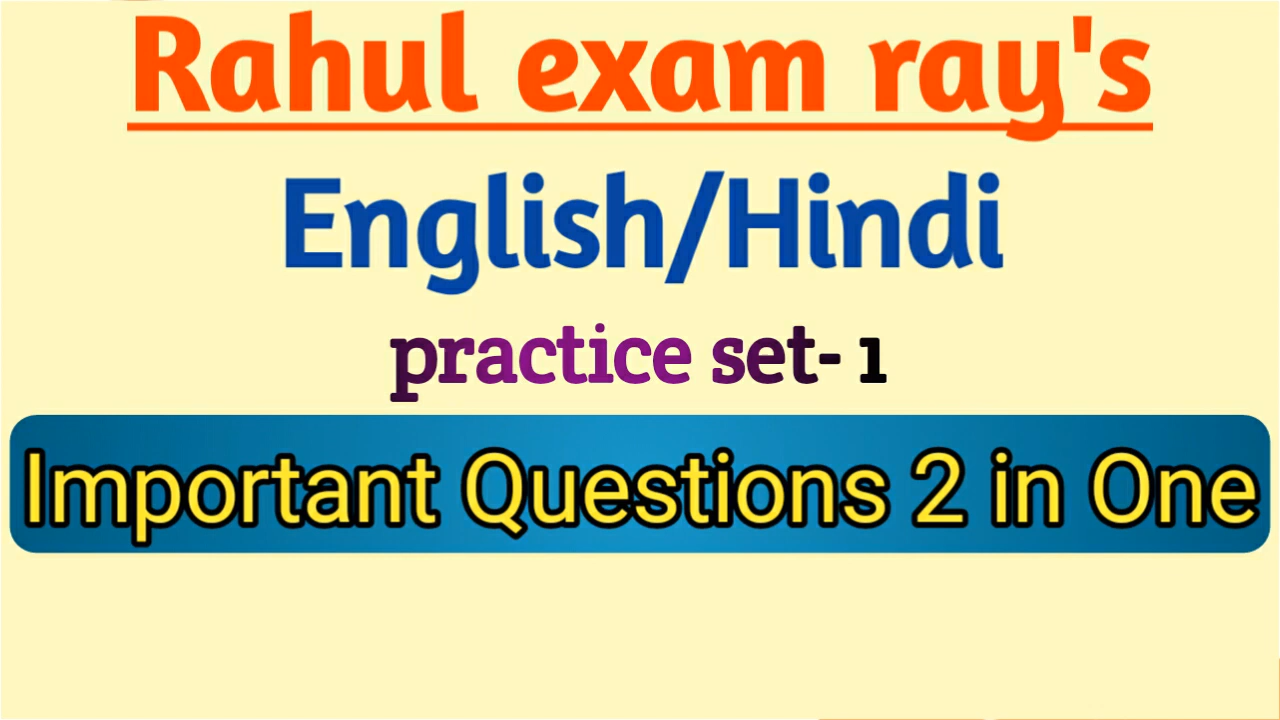 Rahul exam ray's
English/Hindi
practice set- 1
Important Questions 2 in One